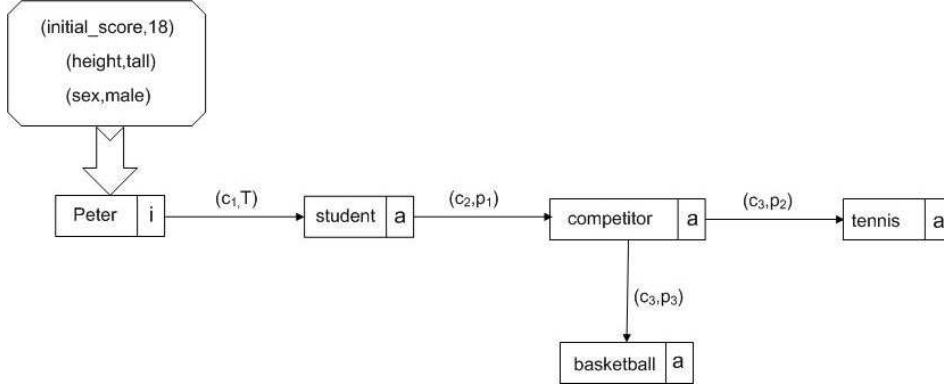 (initial_score,18)
(height,tall)
(sex,male)
Peter i
(c₁,T)
student a
(c₂,p₁)
competitor a
(c₃,p₂)
tennis a
(c₃,p₃)
basketball a